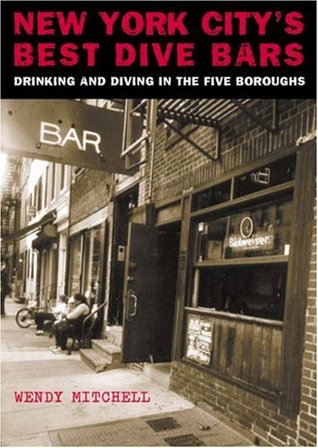 NEW YORK CITY'S
BEST DIVE BARS
DRINKING AND DIVING IN THE FIVE BOROUGHS
BAR
Budweiser
WENDY MITCHELL